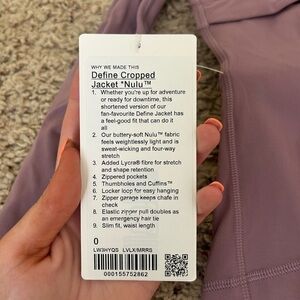 WHY WE MADE THIS
Define Cropped
Jacket *Nulu™
1. Whether you're up for adventure
or ready for downtime, this
shortened version of our
fan-favourite Define Jacket has
a feel-good fit that can do it
all
2. Our buttery-soft Nulu™ fabric
feels weightlessly light and is
sweat-wicking and four-way
stretch
3. Added Lycra® fibre for stretch
and shape retention
4. Zippered pockets
5. Thumbholes and Cuffins™
6. Locker loop for easy hanging
7. Zipper garage keeps chafe in
check
8. Elastic zipper pull doubles as
an emergency hair tie
9. Slim fit, waist length
0
LW3HYQS LVLX/MRRS
000155752862